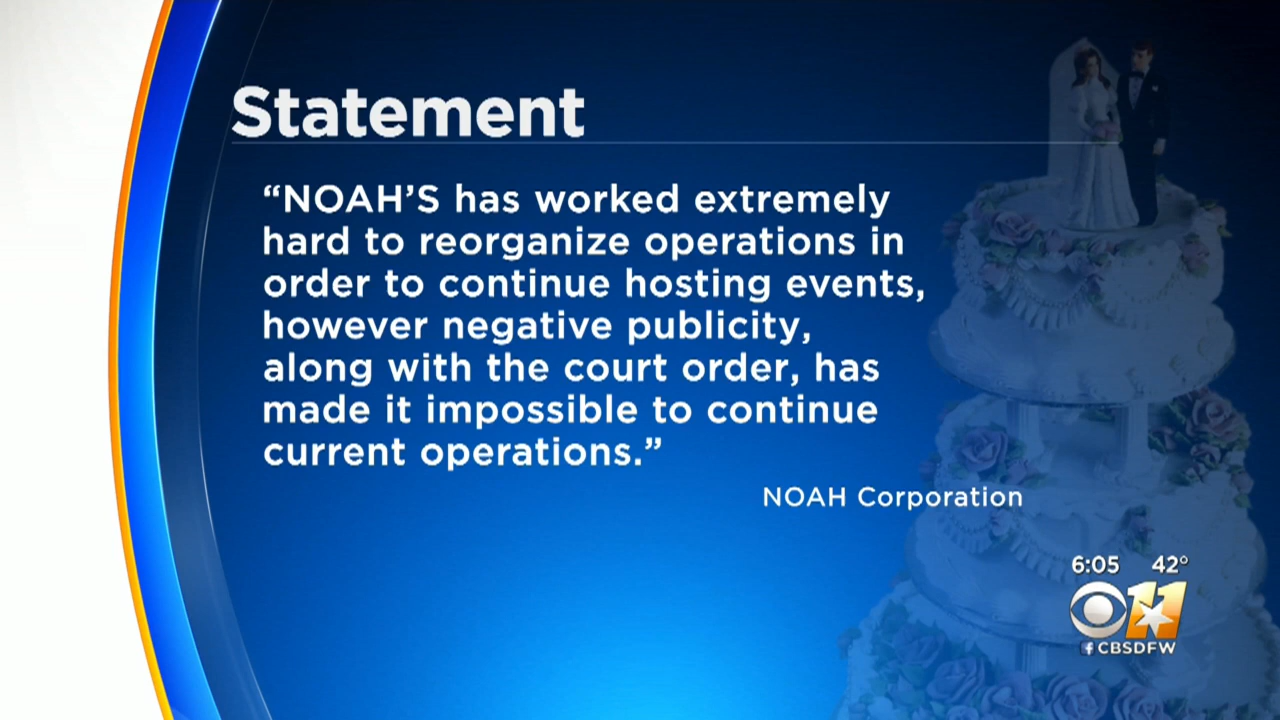 Statement
“NOAH’S has worked extremely
hard to reorganize operations in
order to continue hosting events,
however negative publicity,
along with the court order, has
made it impossible to continue
current operations.”
NOAH Corporation
6:05 42°
11
f CBSDFW